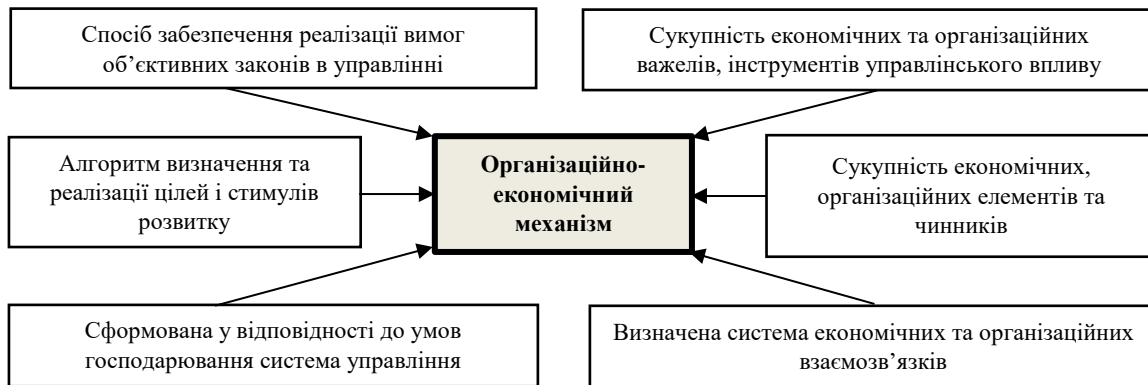 Спосіб забезпечення реалізації вимог
об’єктивних законів в управлінні
Сукупність економічних та організаційних
важелів, інструментів управлінського впливу
Алгоритм визначення та
реалізації цілей і стимулів
розвитку
Організаційно-
економічний
механізм
Сукупність економічних,
організаційних елементів та
чинників
Сформована у відповідності до умов
господарювання система управління
Визначена система економічних та організаційних
взаємозв’язків